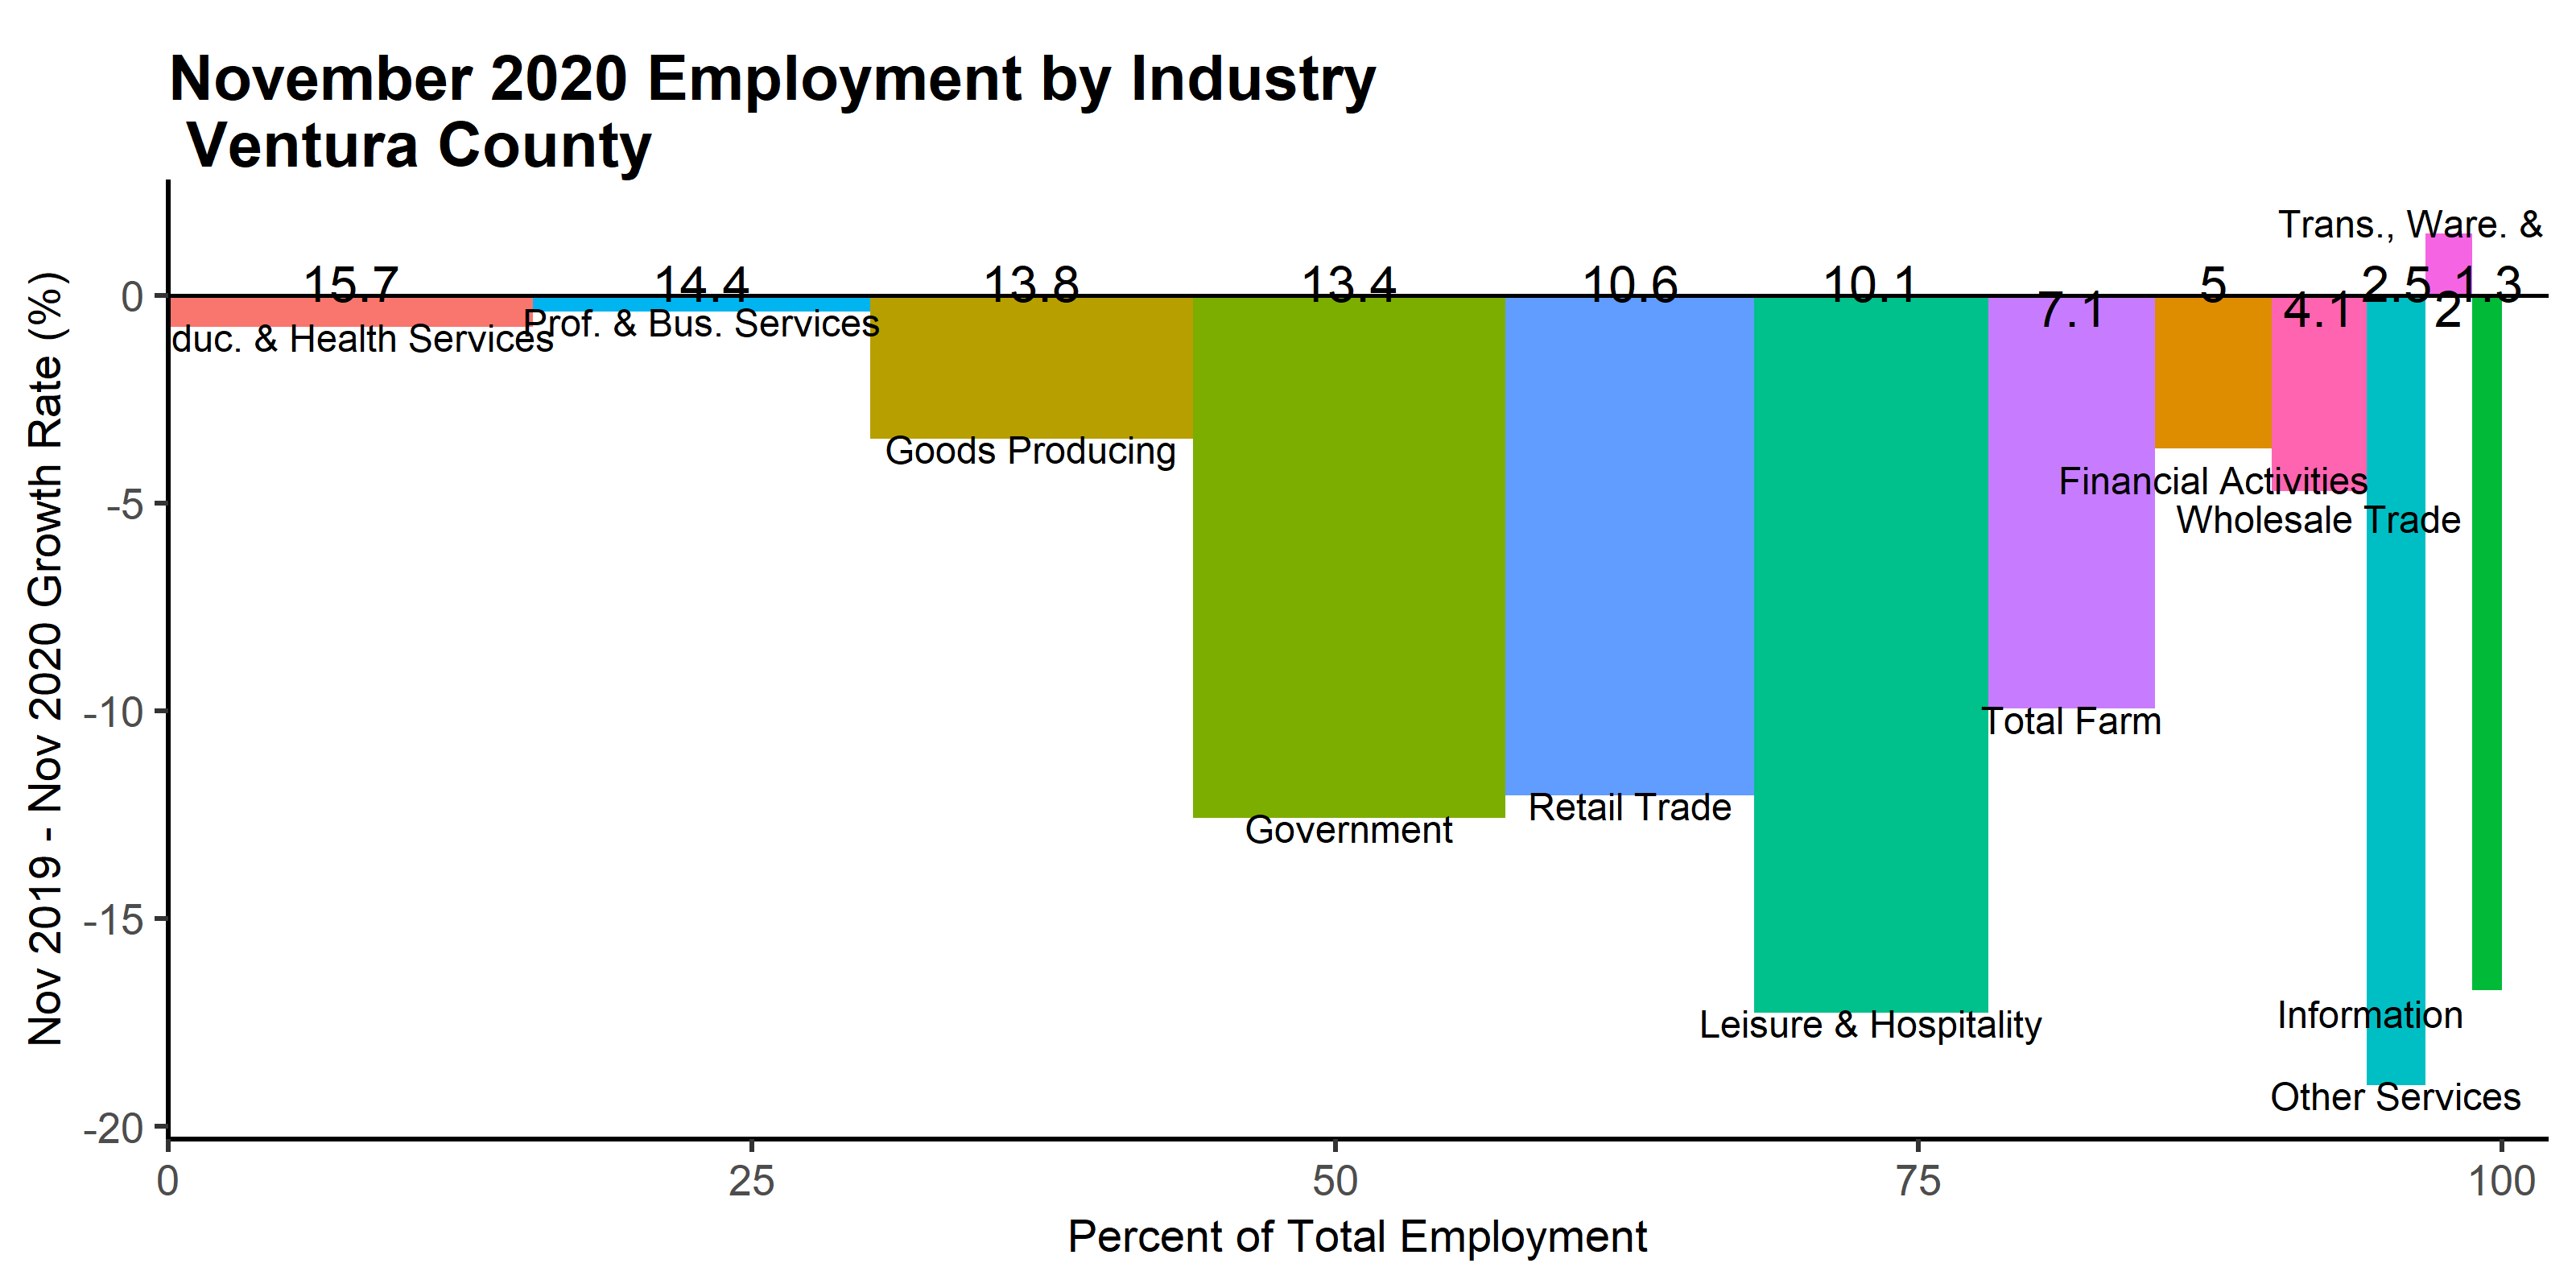 November 2020 Employment by Industry
Ventura County
Trans., Ware. &
15.7 14.4 13.8 13.4 10.6 10.1 7.1 5 4.1 2.5 2 1.3
duc. & Health Services
Prof. & Bus. Services
Goods Producing
Government
Retail Trade
Leisure & Hospitality
Total Farm
Financial Activities
Wholesale Trade
Information
Other Services
Nov 2019 - Nov 2020 Growth Rate (%)
0
-5
-10
-15
-20
0 25 50 75 100
Percent of Total Employment